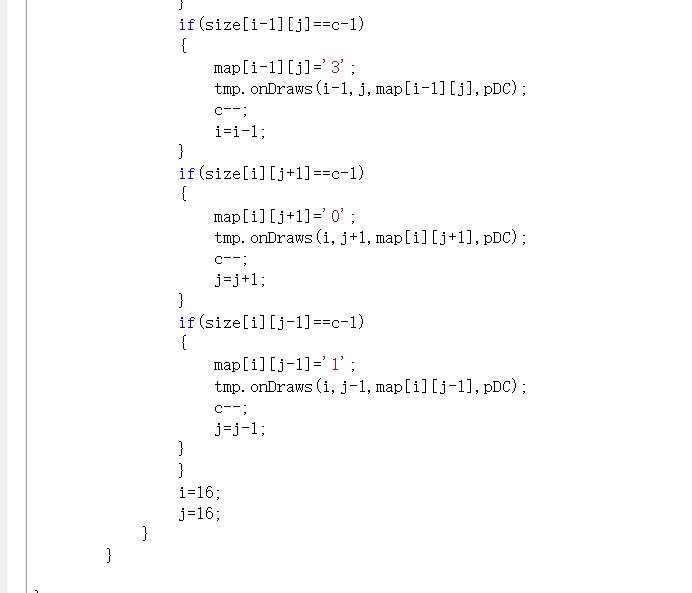 }
if(size[i-1][j]==c-1)
{
map[i-1][j]='3';
tmp.onDraws(i-1,j,map[i-1][j],pDC);
c--;
i=i-1;
}
if(size[i][j+1]==c-1)
{
map[i][j+1]='0';
tmp.onDraws(i,j+1,map[i][j+1],pDC);
c--;
j=j+1;
}
if(size[i][j-1]==c-1)
{
map[i][j-1]='1';
tmp.onDraws(i,j-1,map[i][j-1],pDC);
c--;
j=j-1;
}
}
i=16;
j=16;
}
}
}